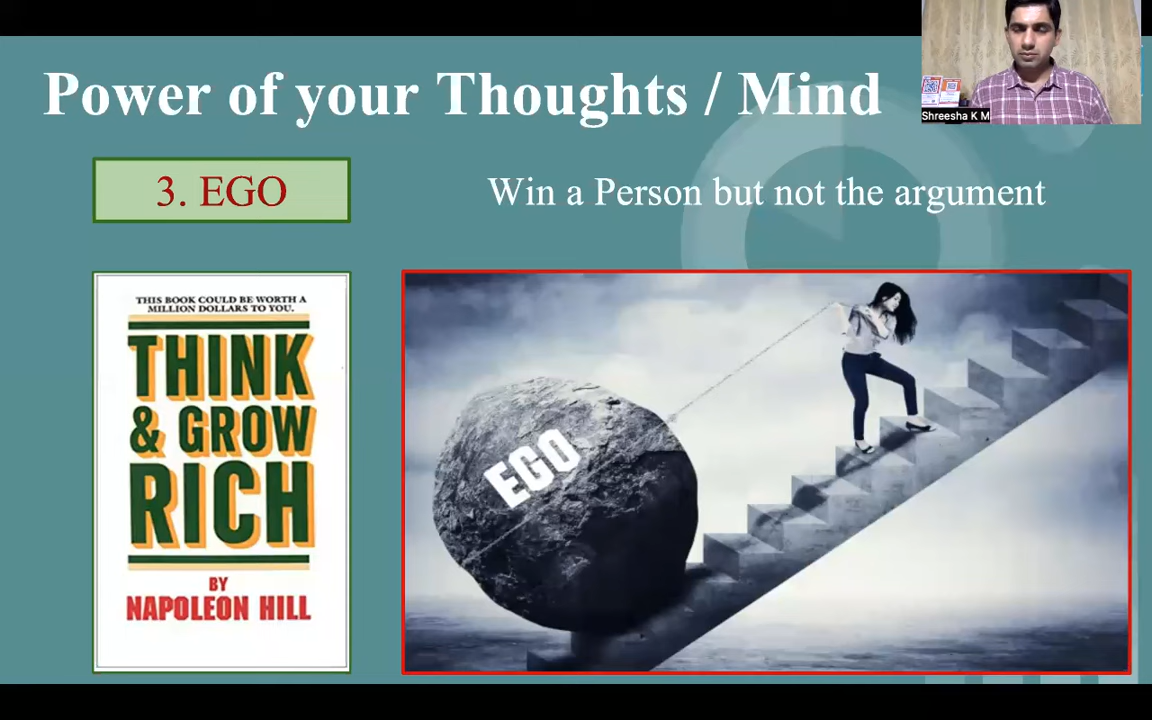 Power of your Thoughts / Mind
Shreesha K M
3. EGO
Win a Person but not the argument
THIS BOOK COULD BE WORTH A
MILLION DOLLARS TO YOU.
THINK
& GROW
RICH
BY
NAPOLEON HILL
EGO